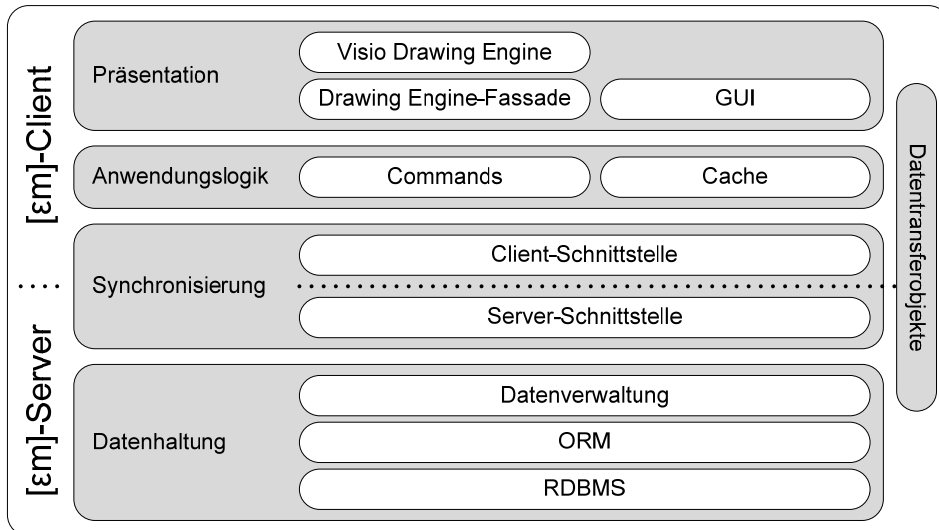 [εm]-Client
Präsentation
Visio Drawing Engine
Drawing Engine-Fassade
GUI
Anwendungslogik
Commands
Cache
Synchronisierung
Client-Schnittstelle
Server-Schnittstelle
[εm]-Server
Datenhaltung
Datenverwaltung
ORM
RDBMS
Datentransferobjekte